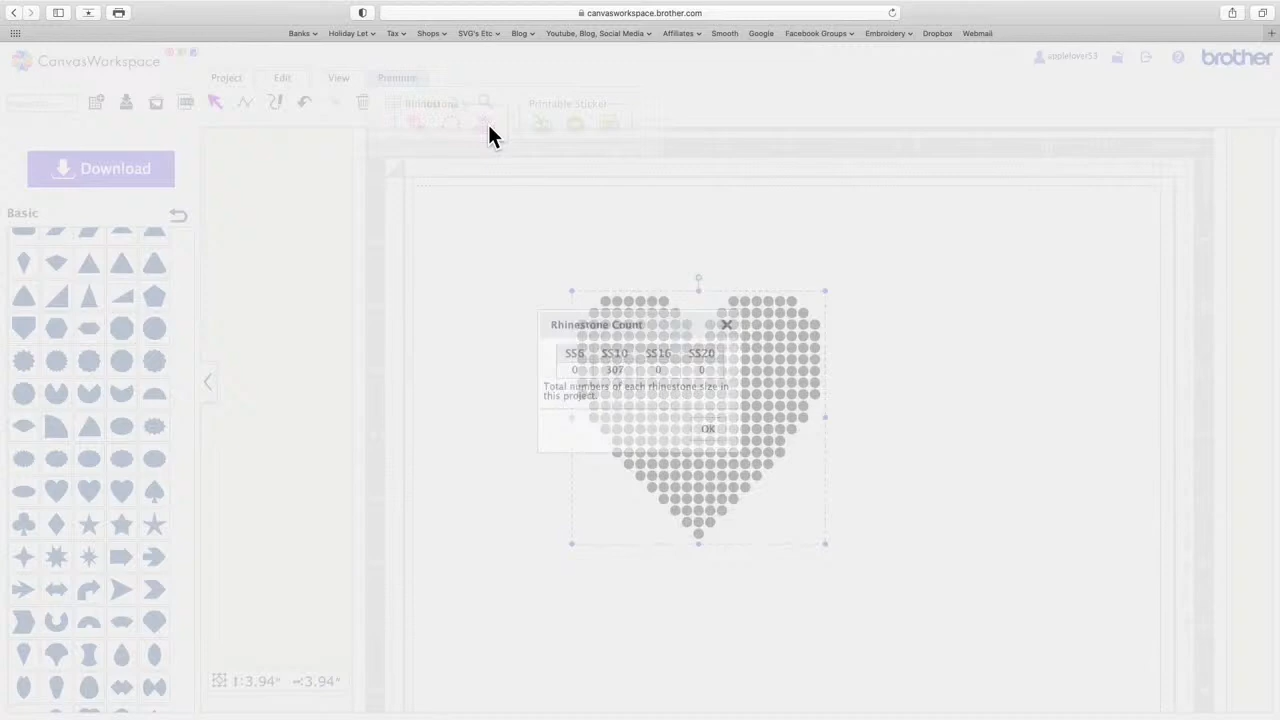 canvasworkspace.brother.com
Banks Holiday Let Tax Shops SVG's Etc Blog Youtube, Blog, Social Media Affiliates Smooth Google Facebook Groups Embroidery Dropbox Webmail
CanvasWorkspace
applelover53
brother
Project Edit View Premium
Rhinestone Printable Sticker
Download
Basic
Rhinestone Count
SS6 SS10 SS16 SS20
0 307 0 0
Total numbers of each rhinestone size in
this project.
OK
3.94" 3.94"